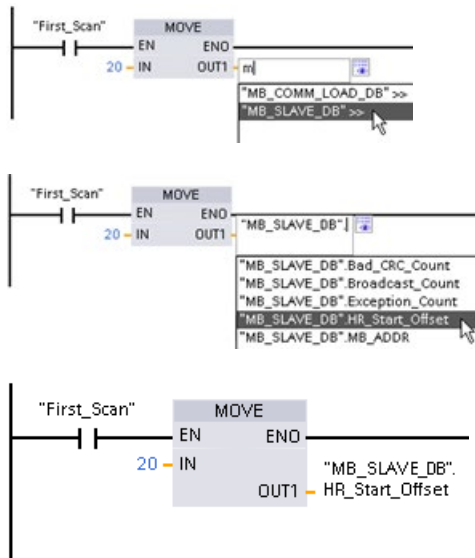 "First_Scan"
MOVE
EN ENO
20 IN OUT1 m
"MB_COMM_LOAD_DB" >>
"MB_SLAVE_DB" >>
"First_Scan"
MOVE
EN ENO
20 IN OUT1 "MB_SLAVE_DB".
"MB_SLAVE_DB".Bad_CRC_Count
"MB_SLAVE_DB".Broadcast_Count
"MB_SLAVE_DB".Exception_Count
"MB_SLAVE_DB".HR_Start_Offset
"MB_SLAVE_DB".MB_ADDR
"First_Scan"
MOVE
EN ENO
20 IN
"MB_SLAVE_DB".
OUT1 HR_Start_Offset